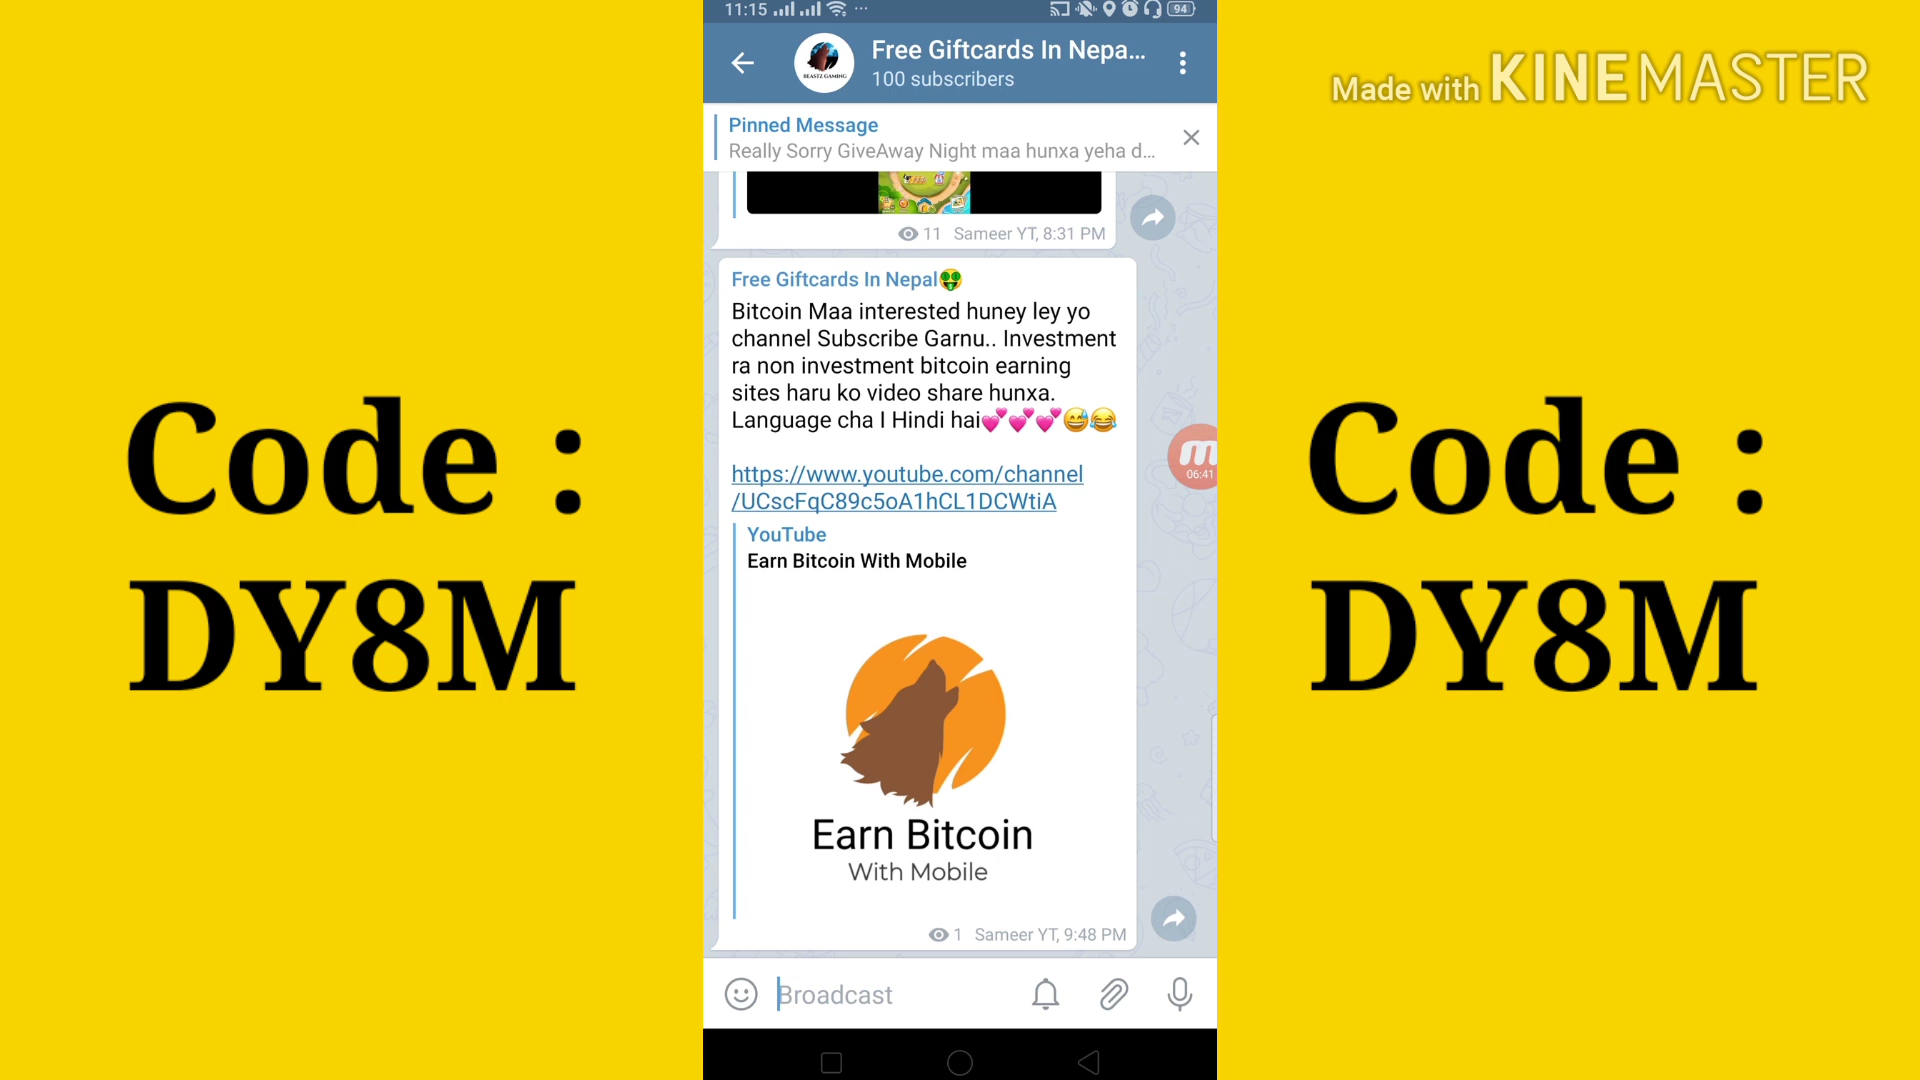 11:15
94
Free Giftcards In Nepa...
100 subscribers
BEASTZ GAMING
Made with KINEMASTER
Pinned Message
Really Sorry GiveAway Night maa hunxa yeha d...
11 Sameer YT, 8:31 PM
Free Giftcards In Nepal🤑
Bitcoin Maa interested huney ley yo
channel Subscribe Garnu.. Investment
ra non investment bitcoin earning
sites haru ko video share hunxa.
Language cha I Hindi hai💕💕💕😅😂
https://www.youtube.com/channel
/UCscFqC89c5oA1hCL1DCWtiA
YouTube
Earn Bitcoin With Mobile
Earn Bitcoin
With Mobile
1 Sameer YT, 9:48 PM
Broadcast
m
06:41
Code :
DY8M
Code :
DY8M